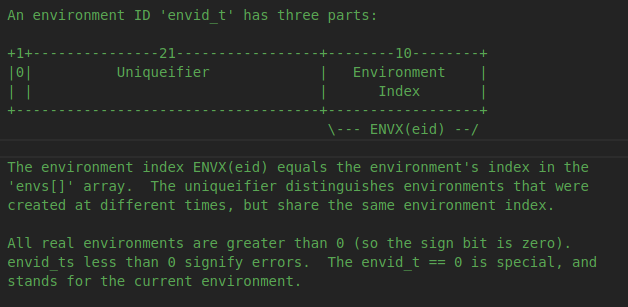 An environment ID 'envid_t' has three parts:
+1+---------------21-----------------+--------10--------+
|0|          Uniqueifier             |   Environment    |
| |                                  |      Index       |
+------------------------------------+------------------+
                                      \--- ENVX(eid) --/
The environment index ENVX(eid) equals the environment's index in the
'envs[]' array.  The uniqueifier distinguishes environments that were
created at different times, but share the same environment index.
All real environments are greater than 0 (so the sign bit is zero).
envid_ts less than 0 signify errors.  The envid_t == 0 is special, and
stands for the current environment.